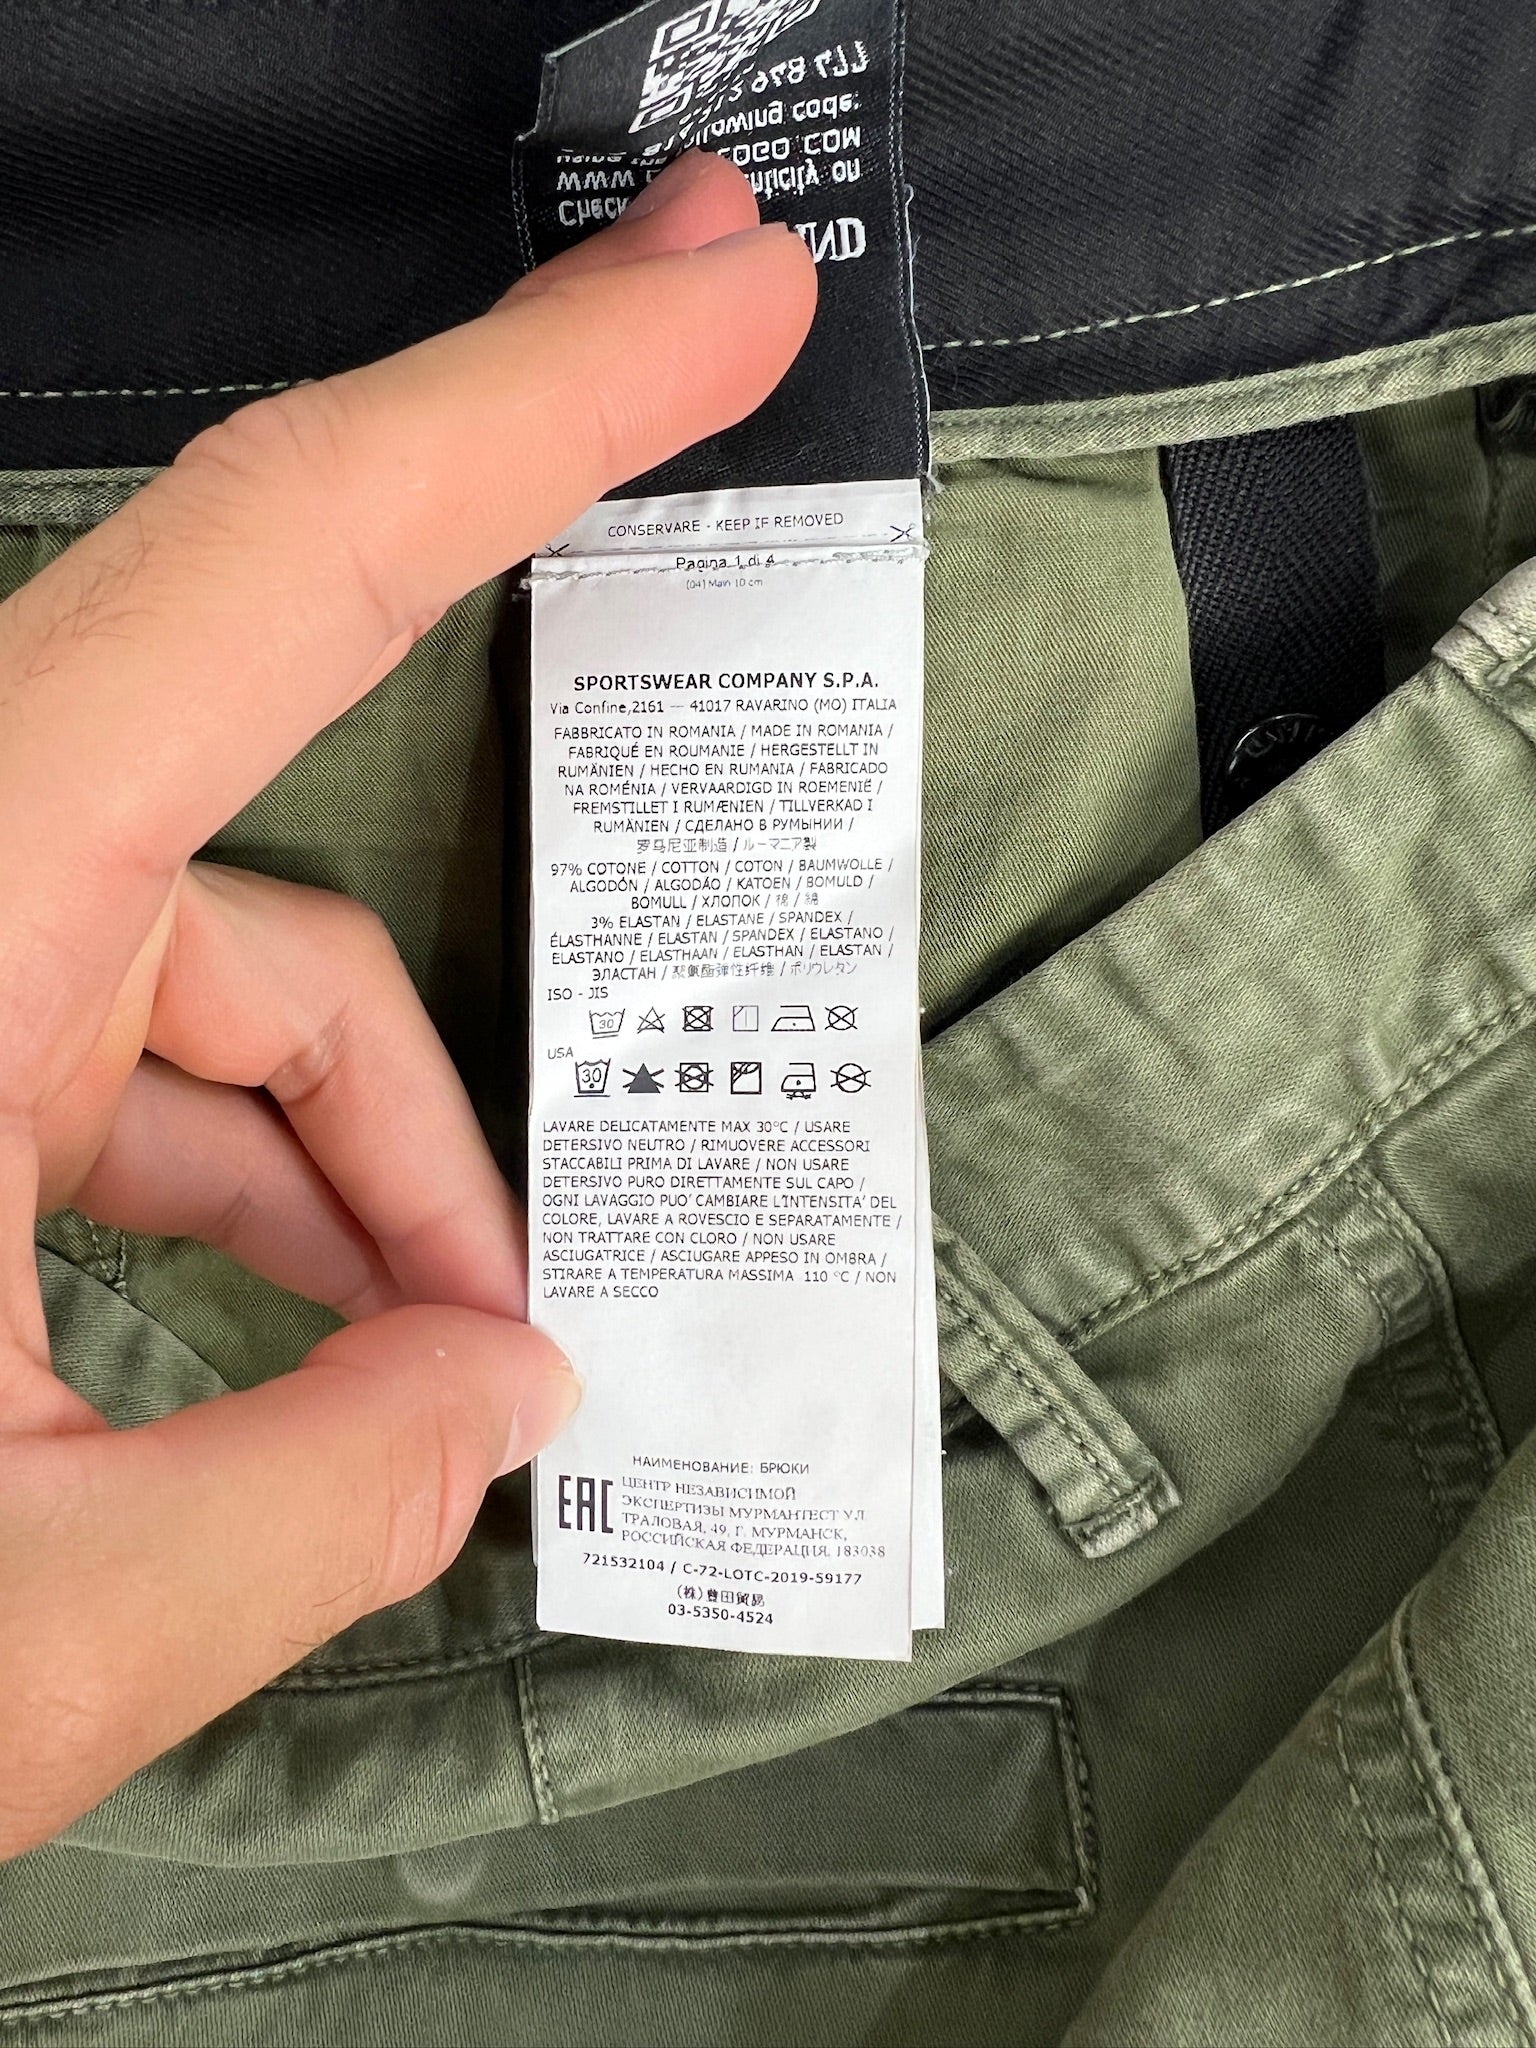 CONSERVARE - KEEP IF REMOVED
Pagina 1 di 4
(04) Main 10 cm
SPORTSWEAR COMPANY S.P.A.
Via Confine,2161 — 41017 RAVARINO (MO) ITALIA
FABBRICATO IN ROMANIA / MADE IN ROMANIA /
FABRIQUÉ EN ROUMANIE / HERGESTELLT IN
RUMÄNIEN / HECHO EN RUMANIA / FABRICADO
NA ROMÉNIA / VERVAARDIGD IN ROEMENIË /
FREMSTILLET I RUMÆNIEN / TILLVERKAD I
RUMÄNIEN / СДЕЛАНО В РУМЫНИИ /
罗马尼亚制造 / ルーマニア製
97% COTONE / COTTON / COTON / BAUMWOLLE /
ALGODÓN / ALGODÃO / KATOEN / BOMULD /
BOMULL / ХЛОПОК / 棉 / 綿
3% ELASTAN / ELASTANE / SPANDEX /
ÉLASTHANNE / ELASTAN / SPANDEX / ELASTANO /
ELASTANO / ELASTHAAN / ELASTHAN / ELASTAN /
ЭЛАСТАН / 聚氨酯弹性纤维 / ポリウレタン
ISO - JIS
30
USA
30
LAVARE DELICATAMENTE MAX 30°C / USARE
DETERSIVO NEUTRO / RIMUOVERE ACCESSORI
STACCABILI PRIMA DI LAVARE / NON USARE
DETERSIVO PURO DIRETTAMENTE SUL CAPO /
OGNI LAVAGGIO PUO' CAMBIARE L'INTENSITA' DEL
COLORE, LAVARE A ROVESCIO E SEPARATAMENTE /
NON TRATTARE CON CLORO / NON USARE
ASCIUGATRICE / ASCIUGARE APPESO IN OMBRA /
STIRARE A TEMPERATURA MASSIMA 110 °C / NON
LAVARE A SECCO
НАИМЕНОВАНИЕ: БРЮКИ
EAC
ЦЕНТР НЕЗАВИСИМОЙ
ЭКСПЕРТИЗЫ МУРМАНТЕСТ УЛ.
ТРАЛОВАЯ, 49, Г. МУРМАНСК,
РОССИЙСКАЯ ФЕДЕРАЦИЯ, 183038
721532104 / C-72-LOTC-2019-59177
(株)豊田貿易
03-5350-4524
Check
on
www
COM
code: